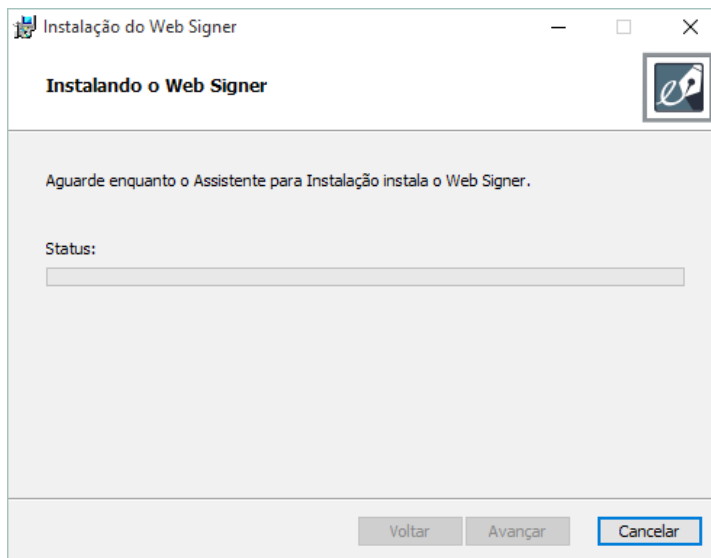 Instalação do Web Signer
Instalando o Web Signer
Aguarde enquanto o Assistente para Instalação instala o Web Signer.
Status:
Voltar
Avançar
Cancelar